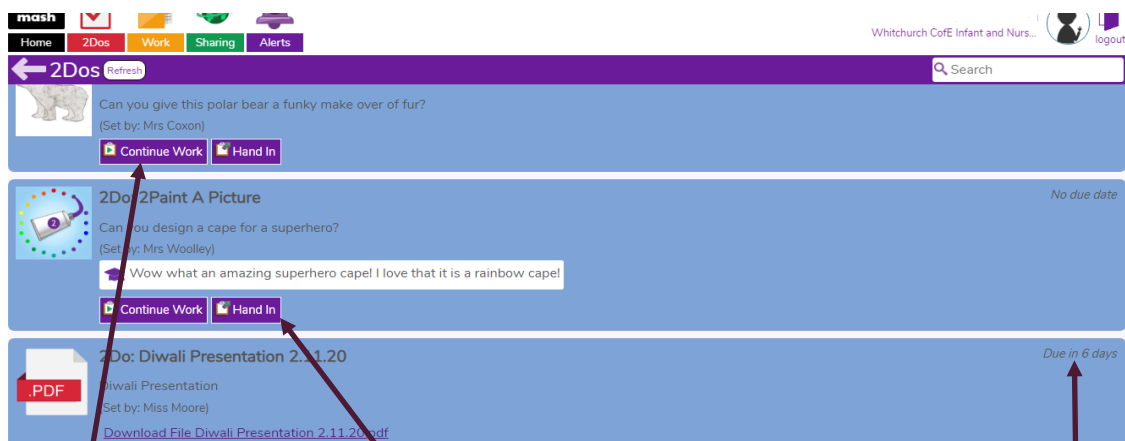 mash
Home 2Dos Work Sharing Alerts
Whitchurch CofE Infant and Nurs...
logout
2Dos Refresh
Search
Can you give this polar bear a funky make over of fur?
(Set by: Mrs Coxon)
Continue Work Hand In
2Do: 2Paint A Picture
No due date
2
Can you design a cape for a superhero?
(Set by: Mrs Woolley)
Wow what an amazing superhero cape! I love that it is a rainbow cape!
Continue Work Hand In
2Do: Diwali Presentation 2.11.20
Due in 6 days
.PDF
Diwali Presentation
(Set by: Miss Moore)
Download File Diwali Presentation 2.11.20.pdf